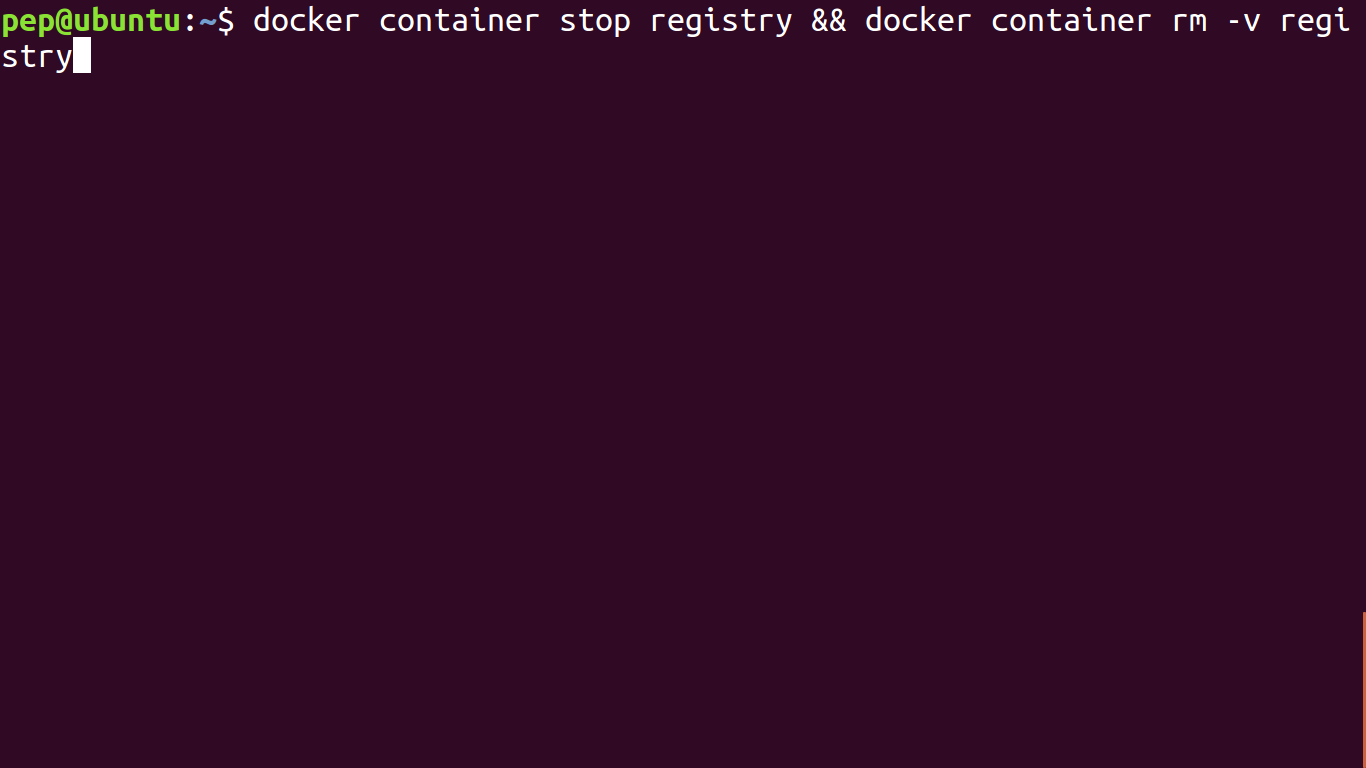 pep@ubuntu:~$ docker container stop registry && docker container rm -v regi
stry